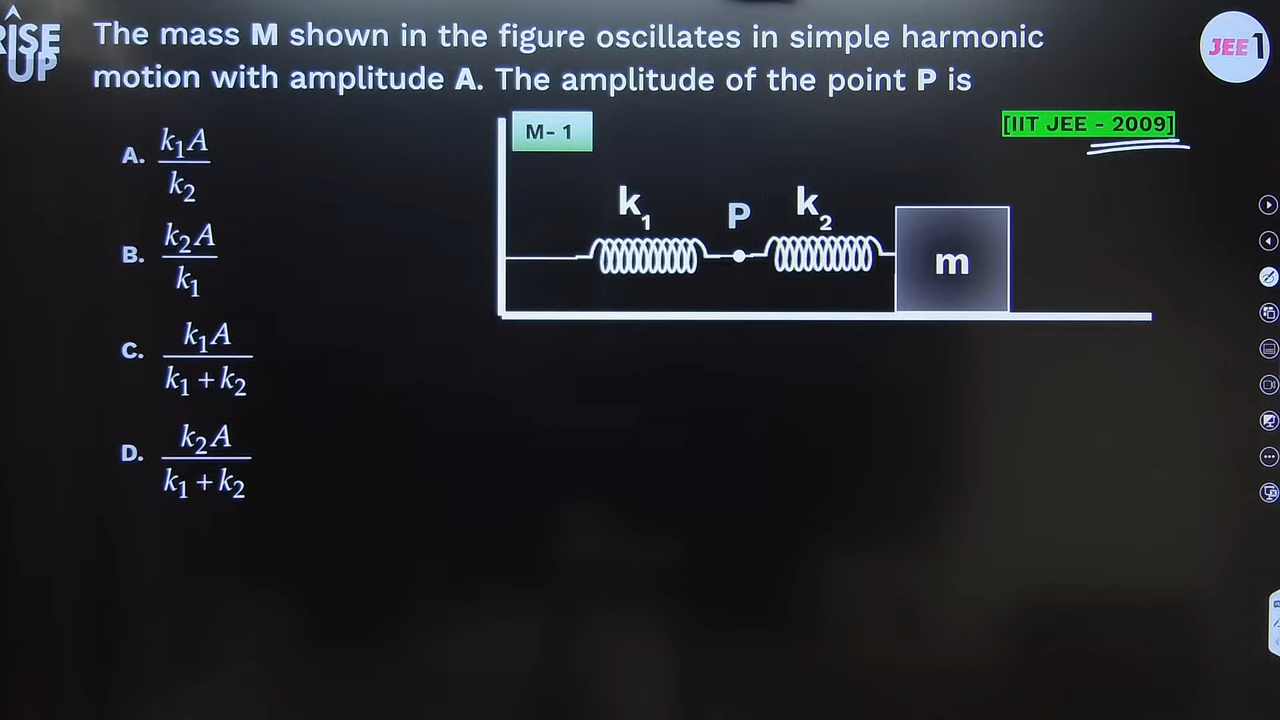 RISE
UP
The mass M shown in the figure oscillates in simple harmonic
motion with amplitude A. The amplitude of the point P is
JEE 1
[IIT JEE - 2009]
M- 1
A. k₁A / k₂
B. k₂A / k₁
C. k₁A / k₁ + k₂
D. k₂A / k₁ + k₂
k₁
P
k₂
m